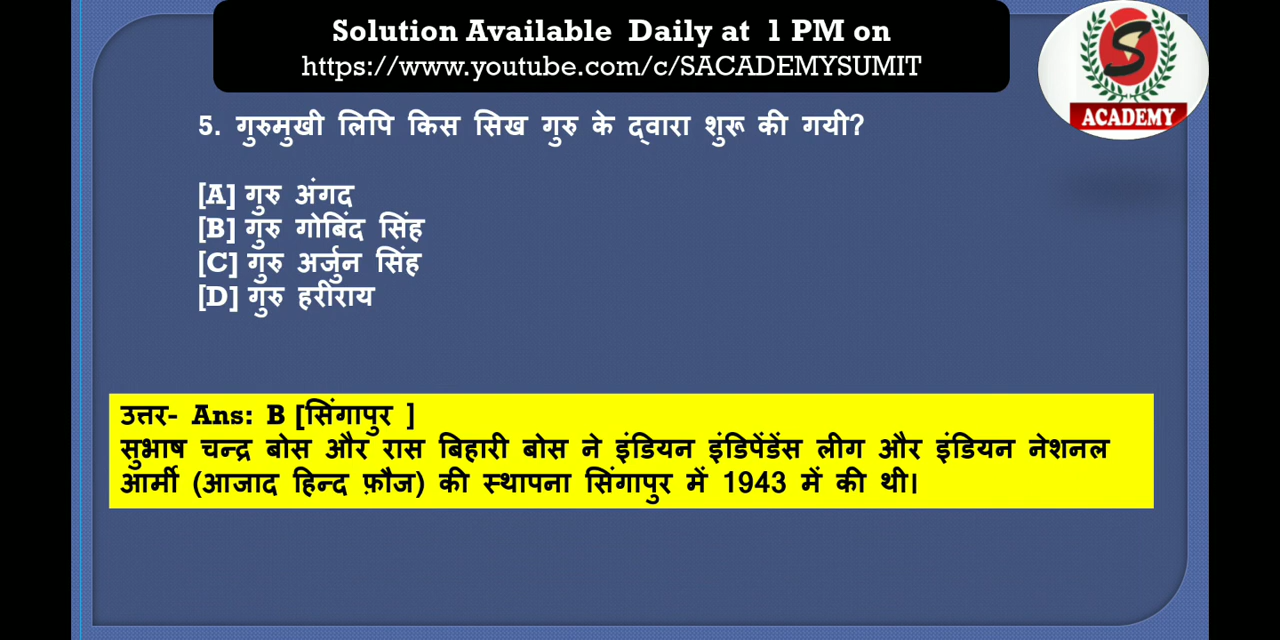 Solution Available Daily at 1 PM on
https://www.youtube.com/c/SACADEMYSUMIT
S
ACADEMY
5. गुरुमुखी लिपि किस सिख गुरु के द्वारा शुरू की गयी?
[A] गुरु अंगद
[B] गुरु गोबिंद सिंह
[C] गुरु अर्जुन सिंह
[D] गुरु हरीराय
उत्तर- Ans: B [सिंगापुर ]
सुभाष चन्द्र बोस और रास बिहारी बोस ने इंडियन इंडिपेंडेंस लीग और इंडियन नेशनल
आर्मी (आजाद हिन्द फ़ौज) की स्थापना सिंगापुर में 1943 में की थी।